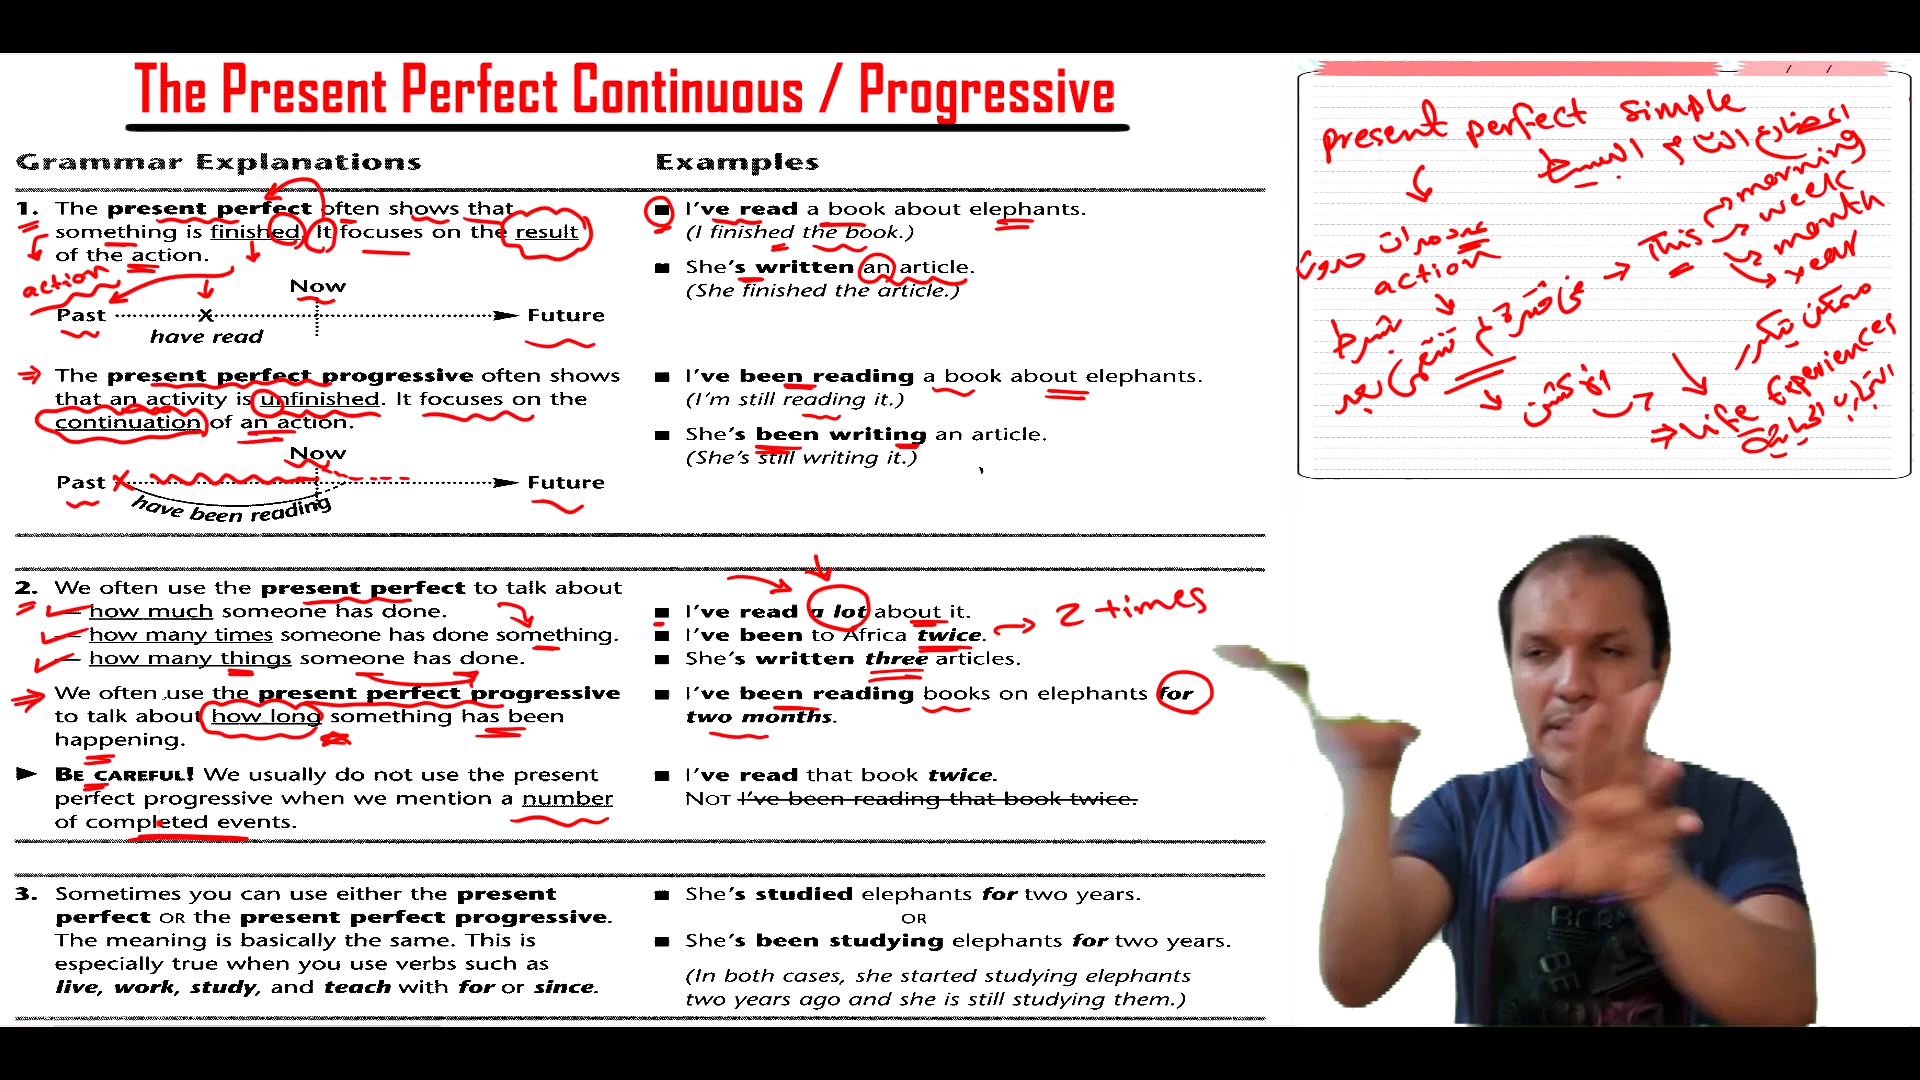 The Present Perfect Continuous / Progressive
Grammar Explanations
1. The present perfect often shows that
something is finished. It focuses on the result
of the action.
action
Now
Past
Future
have read
The present perfect progressive often shows
that an activity is unfinished. It focuses on the
continuation of an action.
Now
Past
Future
have been reading
Examples
I've read a book about elephants.
(I finished the book.)
She's written an article.
(She finished the article.)
I've been reading a book about elephants.
(I'm still reading it.)
She's been writing an article.
(She's still writing it.)
2. We often use the present perfect to talk about
— how much someone has done.
— how many times someone has done something.
— how many things someone has done.
We often use the present perfect progressive
to talk about how long something has been
happening.
BE CAREFUL! We usually do not use the present
perfect progressive when we mention a number
of completed events.
I've read a lot about it.
I've been to Africa twice.
2 times
She's written three articles.
I've been reading books on elephants for
two months.
I've read that book twice.
NOT I've been reading that book twice.
3. Sometimes you can use either the present
perfect OR the present perfect progressive.
The meaning is basically the same. This is
especially true when you use verbs such as
live, work, study, and teach with for or since.
She's studied elephants for two years.
OR
She's been studying elephants for two years.
(In both cases, she started studying elephants
two years ago and she is still studying them.)
present perfect simple
المضارع التام البسيط
عدد مرات حدوث
action
This
morning
week
month
year
شرط
فى فترة لم تنتهى بعد
ممكن تتكرر
الأكشن
Life Experiences
التجارب الحياتية